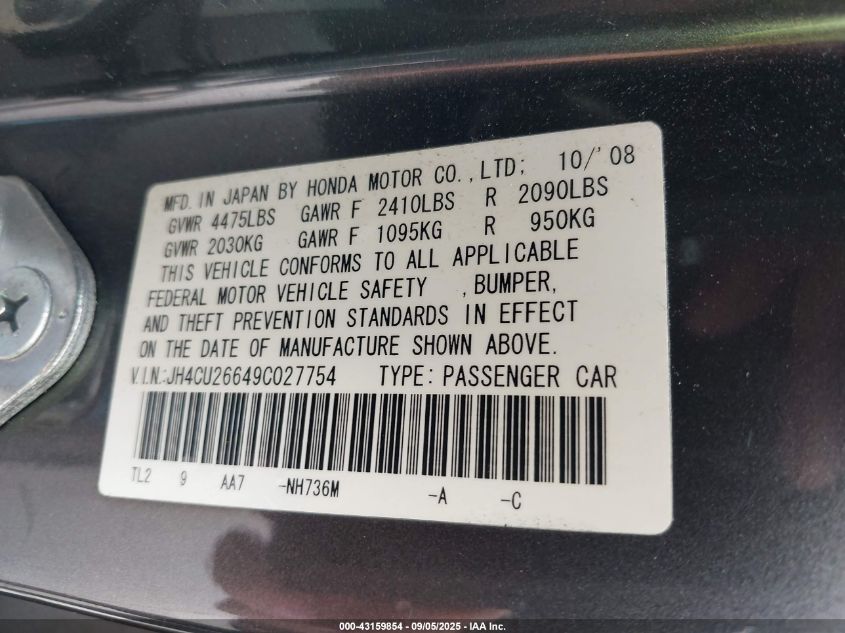 MFD. IN JAPAN BY HONDA MOTOR CO.,LTD; 10/'08
GVWR 4475LBS GAWR F 2410LBS R 2090LBS
GVWR 2030KG GAWR F 1095KG R 950KG
THIS VEHICLE CONFORMS TO ALL APPLICABLE
FEDERAL MOTOR VEHICLE SAFETY ,BUMPER,
AND THEFT PREVENTION STANDARDS IN EFFECT
ON THE DATE OF MANUFACTURE SHOWN ABOVE.
V.I.N.:JH4CU26649C027754 TYPE: PASSENGER CAR
TL2 9 AA7 -NH736M -A -C
000-43159854 - 09/05/2025 - IAA Inc.